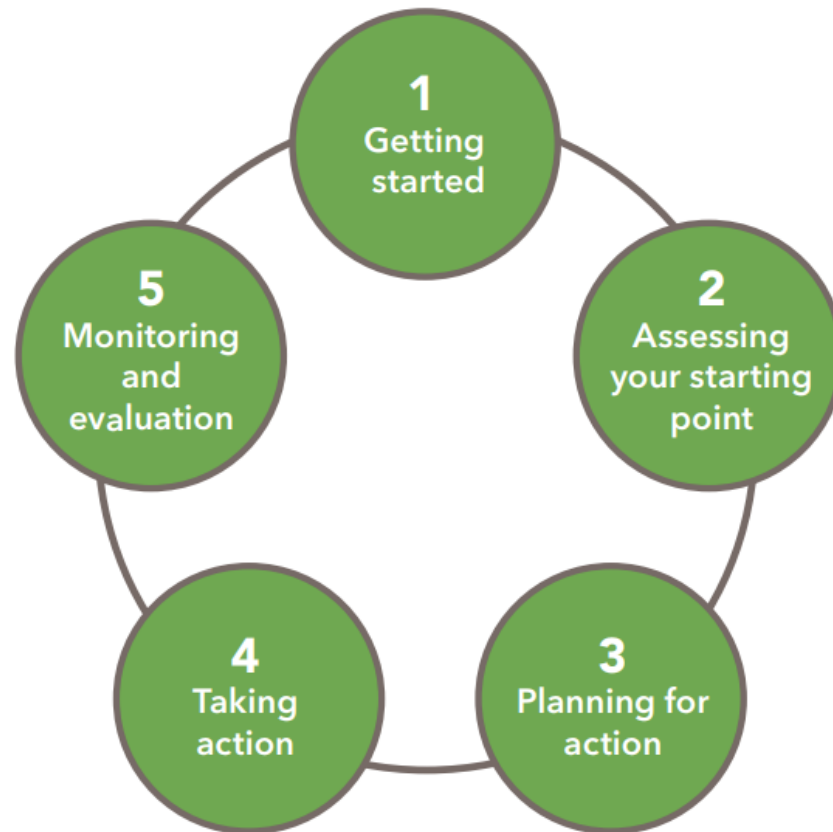 1
Getting
started
2
Assessing
your starting
point
3
Planning for
action
4
Taking
action
5
Monitoring
and
evaluation